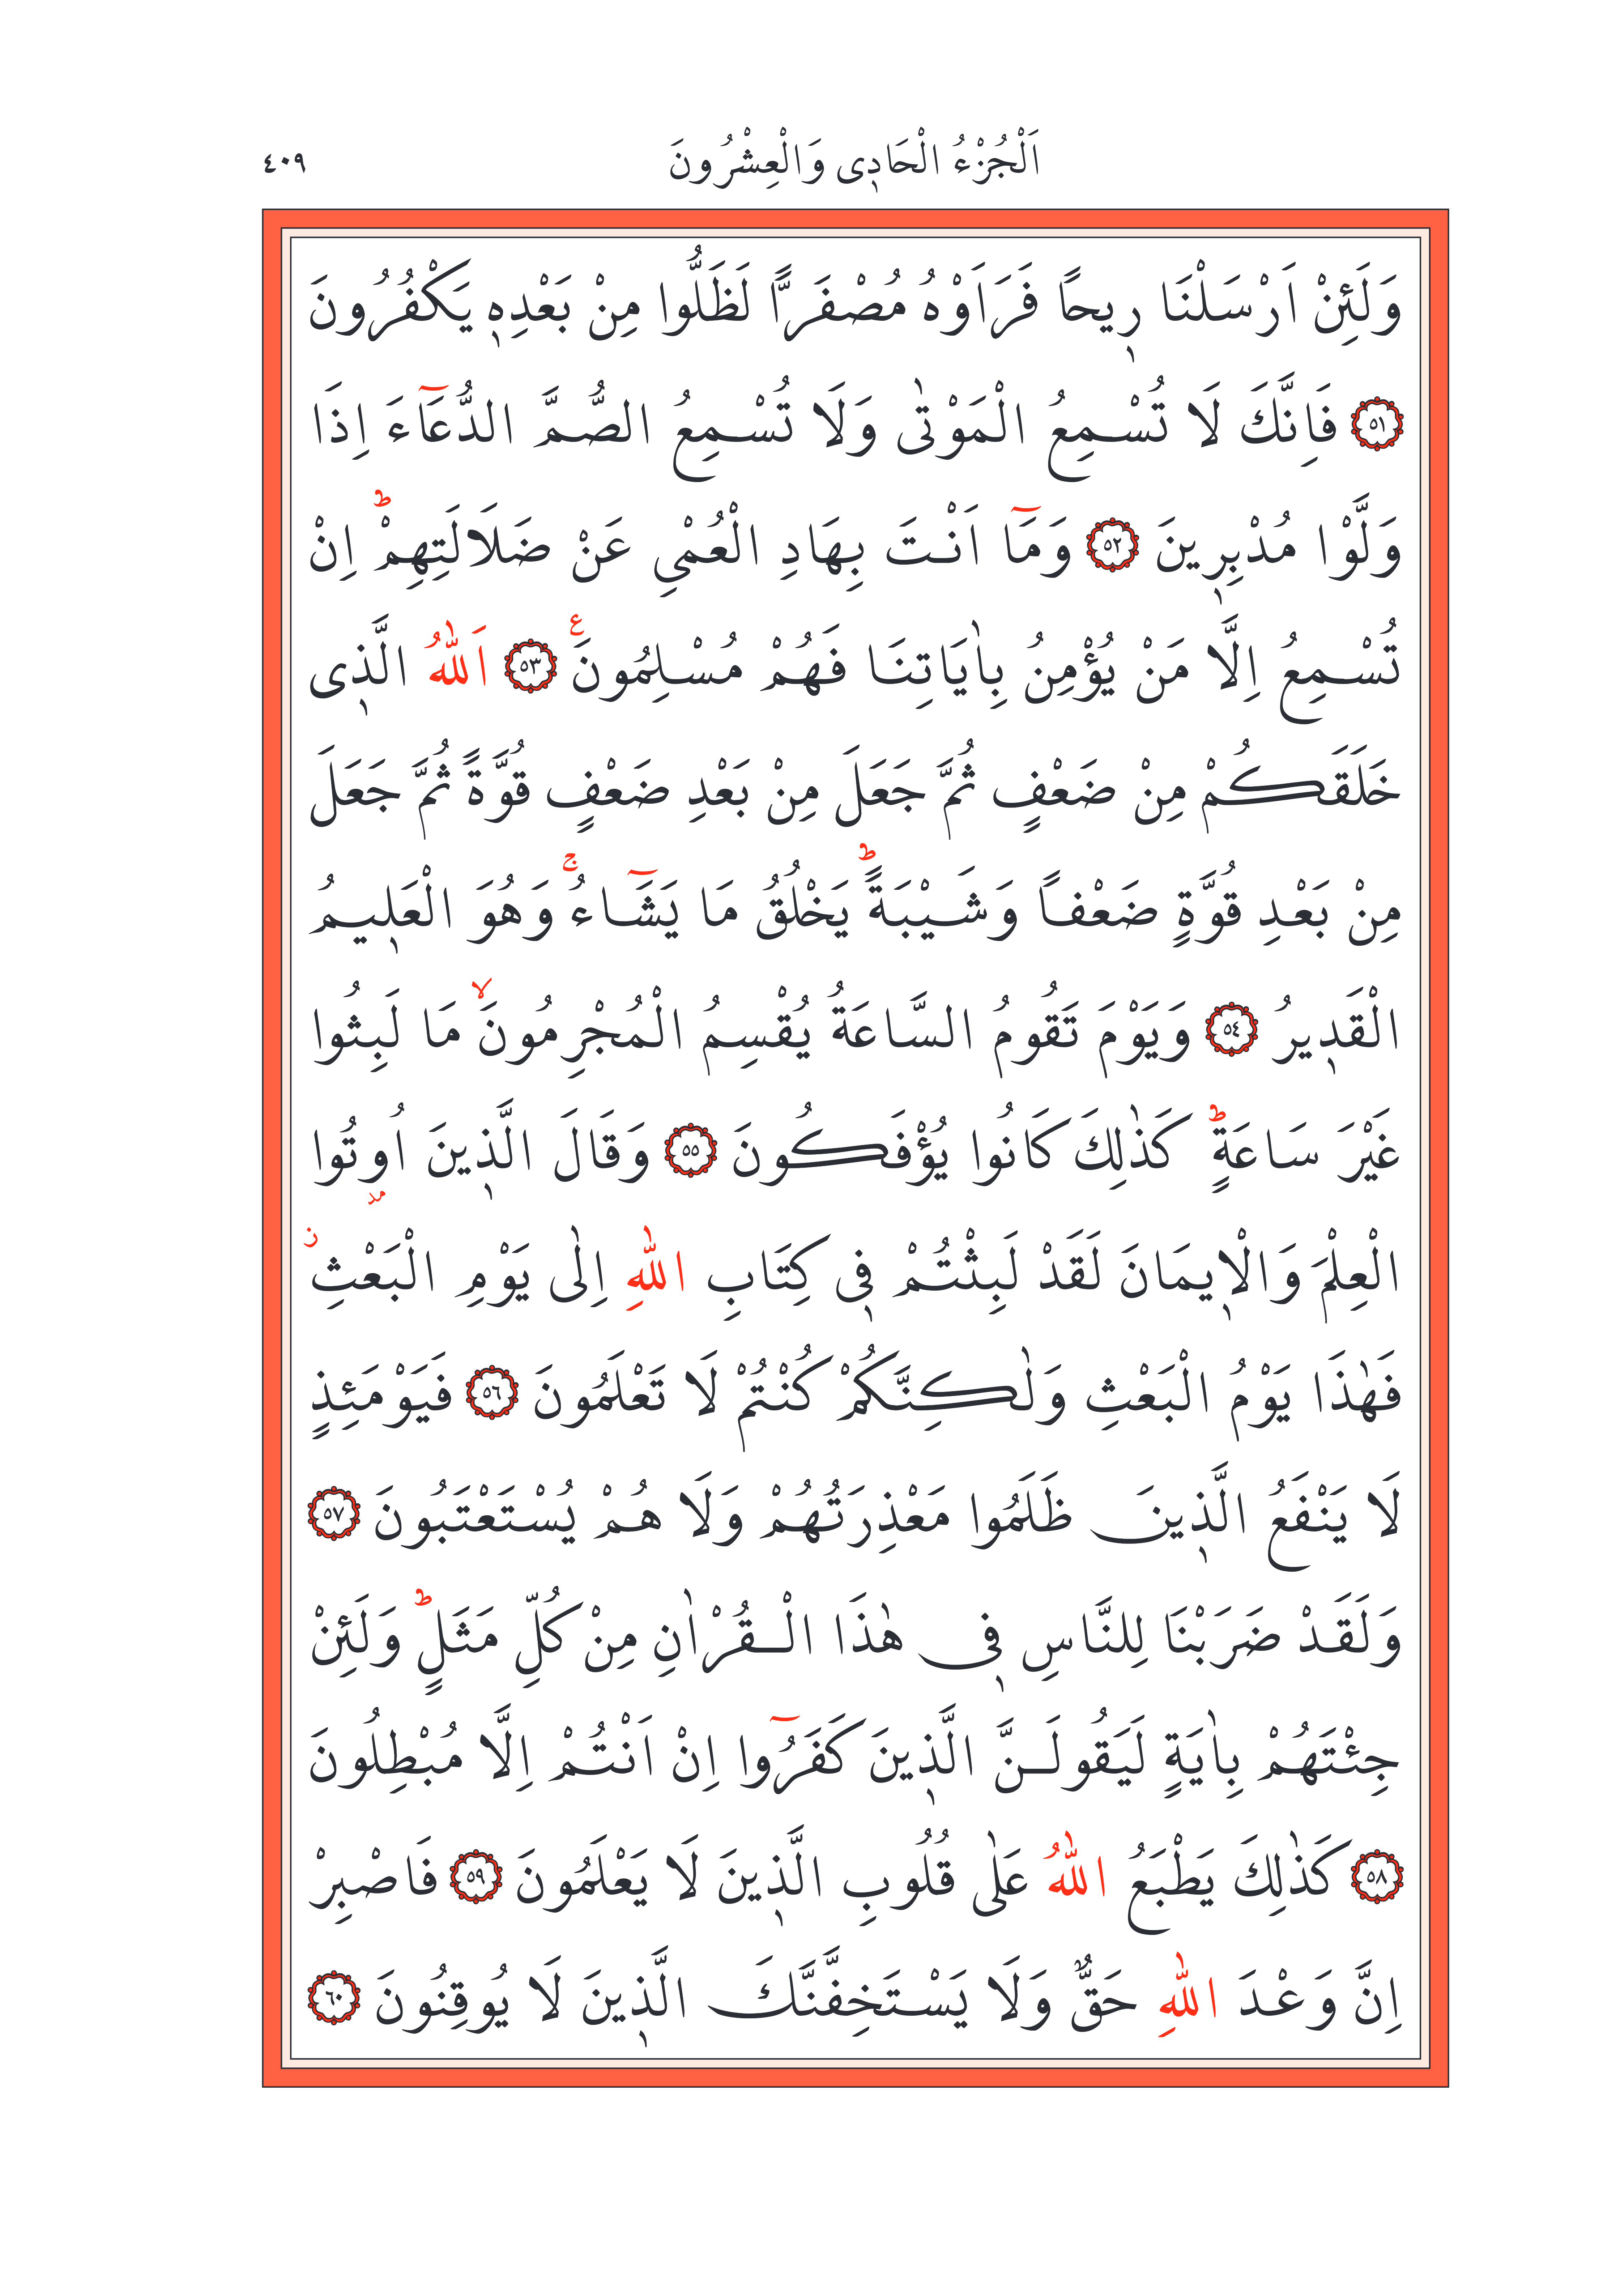 اَلْجُزْءُ الْحَادٖى وَالْعِشْرُونَ ٤٠٩
وَلَئِنْ اَرْسَلْنَا رٖيحًا فَرَاَوْهُ مُصْفَرًّا لَظَلُّوا مِنْ بَعْدِهٖ يَكْفُرُونَ
٥١ فَاِنَّكَ لَا تُسْمِعُ الْمَوْتٰى وَلَا تُسْمِعُ الصُّمَّ الدُّعَٓاءَ اِذَا
وَلَّوْا مُدْبِرٖينَ ٥٢ وَمَٓا اَنْتَ بِهَادِ الْعُمْىِ عَنْ ضَلَالَتِهِمْؕ اِنْ
تُسْمِعُ اِلَّا مَنْ يُؤْمِنُ بِاٰيَاتِنَا فَهُمْ مُسْلِمُونَ ع ٥٣ اَللّٰهُ الَّذٖى
خَلَقَكُمْ مِنْ ضَعْفٍ ثُمَّ جَعَلَ مِنْ بَعْدِ ضَعْفٍ قُوَّةً ثُمَّ جَعَلَ
مِنْ بَعْدِ قُوَّةٍ ضَعْفًا وَشَيْبَةًؕ يَخْلُقُ مَا يَشَٓاءُۚ وَهُوَ الْعَلٖيمُ
الْقَدٖيرُ ٥٤ وَيَوْمَ تَقُومُ السَّاعَةُ يُقْسِمُ الْمُجْرِمُونَۙ مَا لَبِثُوا
غَيْرَ سَاعَةٍؕ كَذٰلِكَ كَانُوا يُؤْفَكُونَ ٥٥ وَقَالَ الَّذٖينَ اُوتُوا
الْعِلْمَ وَالْاٖيمَانَ لَقَدْ لَبِثْتُمْ فٖى كِتَابِ اللّٰهِ اِلٰى يَوْمِ الْبَعْثِؗ
فَهٰذَا يَوْمُ الْبَعْثِ وَلٰكِنَّكُمْ كُنْتُمْ لَا تَعْلَمُونَ ٥٦ فَيَوْمَئِذٍ
لَا يَنْفَعُ الَّذٖينَ ظَلَمُوا مَعْذِرَتُهُمْ وَلَا هُمْ يُسْتَعْتَبُونَ ٥٧
وَلَقَدْ ضَرَبْنَا لِلنَّاسِ فٖى هٰذَا الْقُرْاٰنِ مِنْ كُلِّ مَثَلٍؕ وَلَئِنْ
جِئْتَهُمْ بِاٰيَةٍ لَيَقُولَنَّ الَّذٖينَ كَفَرُٓوا اِنْ اَنْتُمْ اِلَّا مُبْطِلُونَ
٥٨ كَذٰلِكَ يَطْبَعُ اللّٰهُ عَلٰى قُلُوبِ الَّذٖينَ لَا يَعْلَمُونَ ٥٩ فَاصْبِرْ
اِنَّ وَعْدَ اللّٰهِ حَقٌّ وَلَا يَسْتَخِفَّنَّكَ الَّذٖينَ لَا يُوقِنُونَ ٦٠